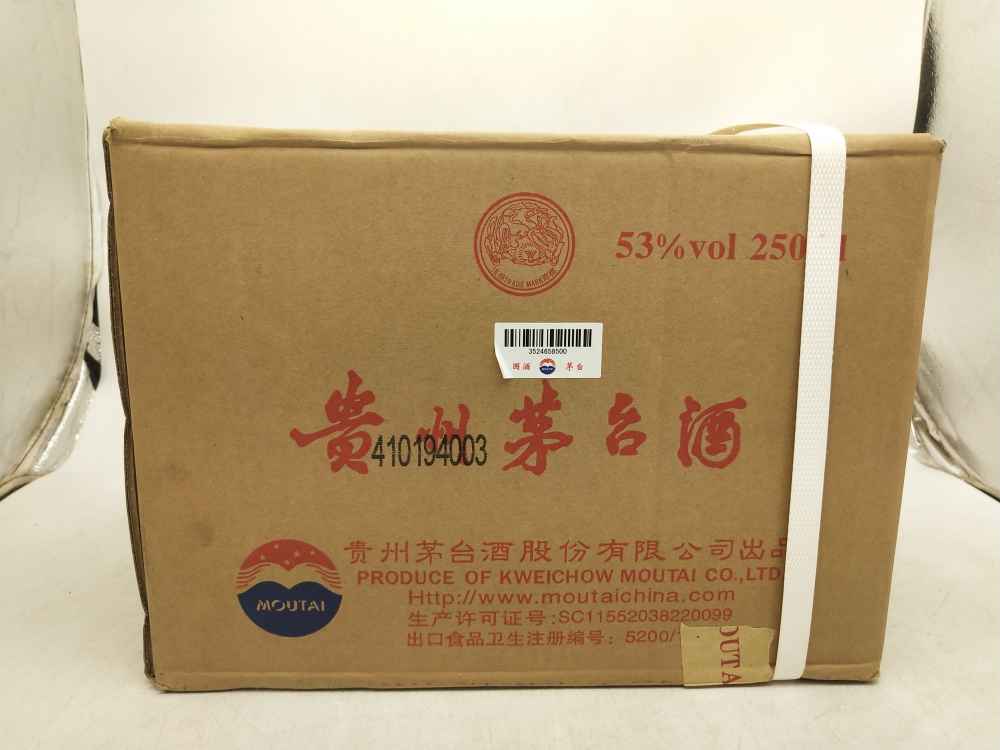 53%vol 250
3524658500
国酒 茅台
贵州茅台酒
410194003
MOUTAI
贵州茅台酒股份有限公司出品
PRODUCE OF KWEICHOW MOUTAI CO.,LTD
Http://www.moutaichina.com
生产许可证号:SC11552038220099
出口食品卫生注册编号: 5200/
OUTA